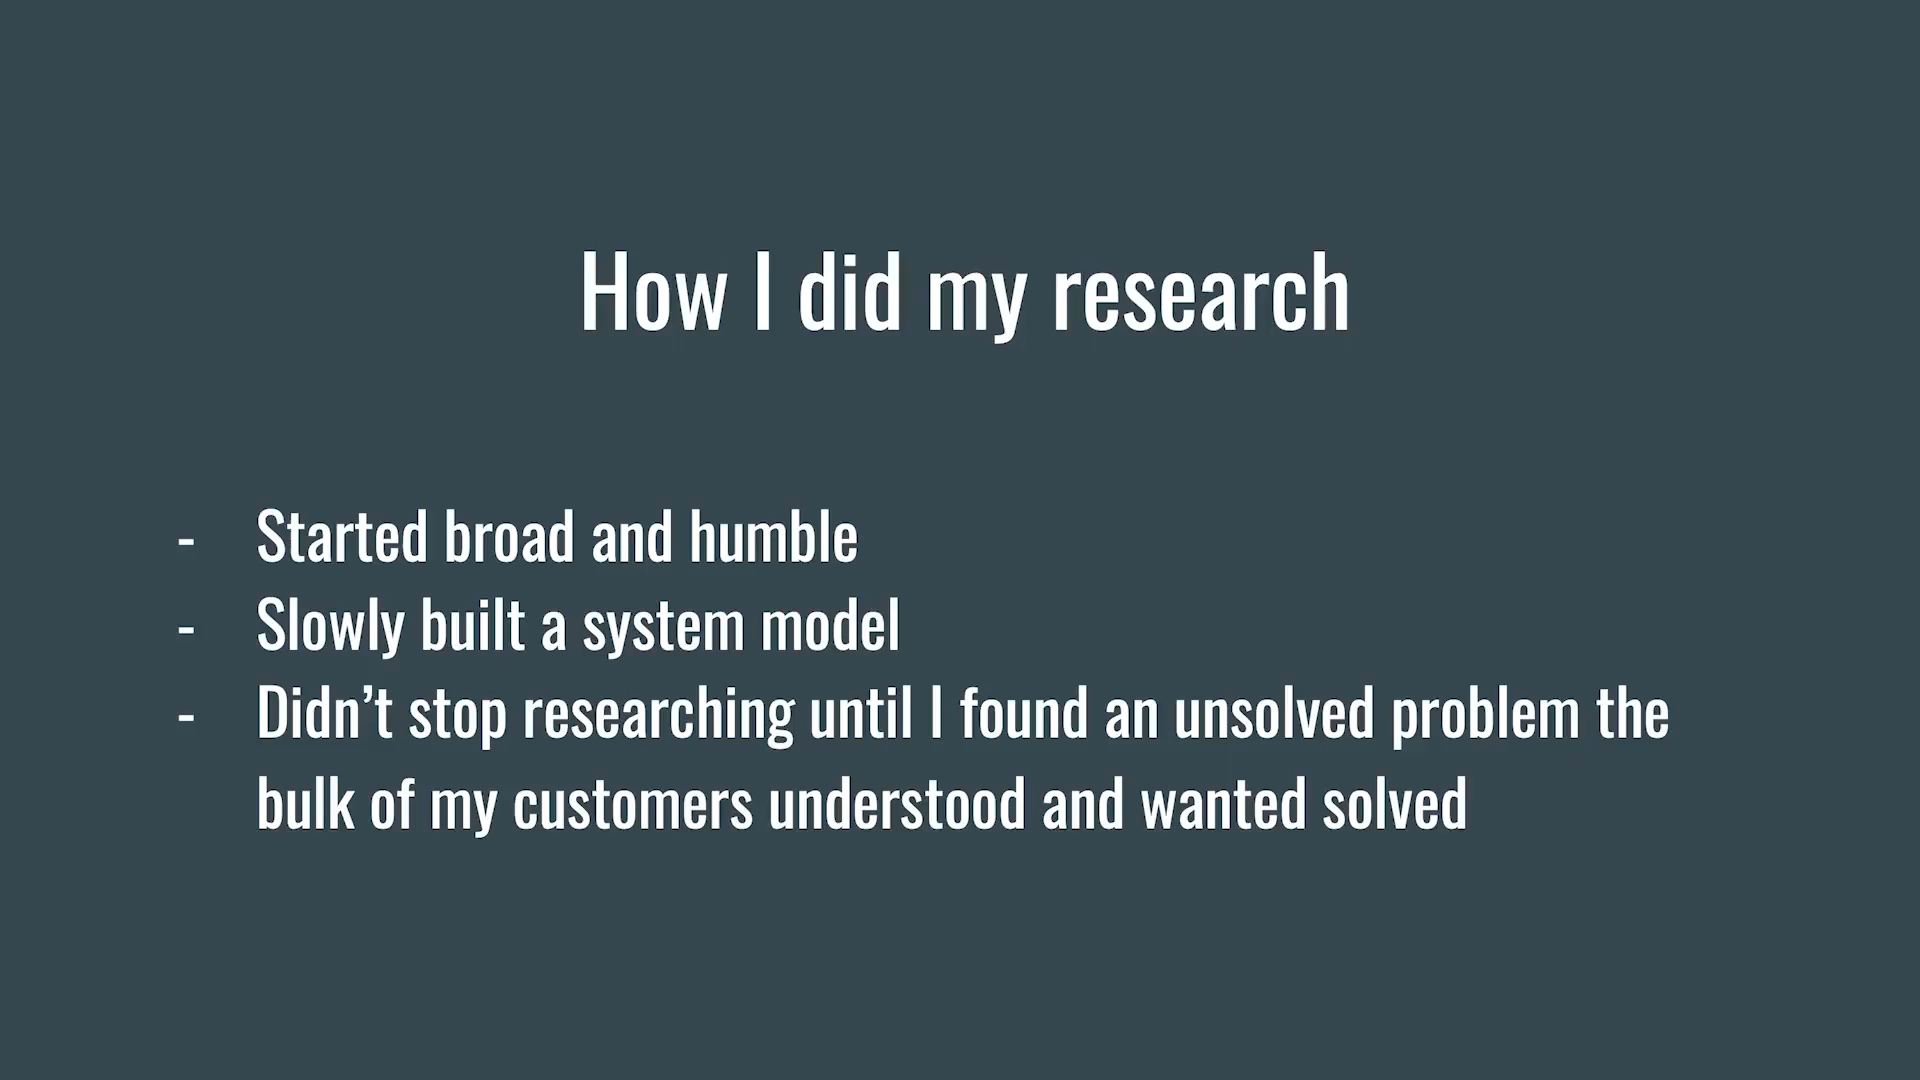 How I did my research
- Started broad and humble
- Slowly built a system model
- Didn’t stop researching until I found an unsolved problem the
bulk of my customers understood and wanted solved